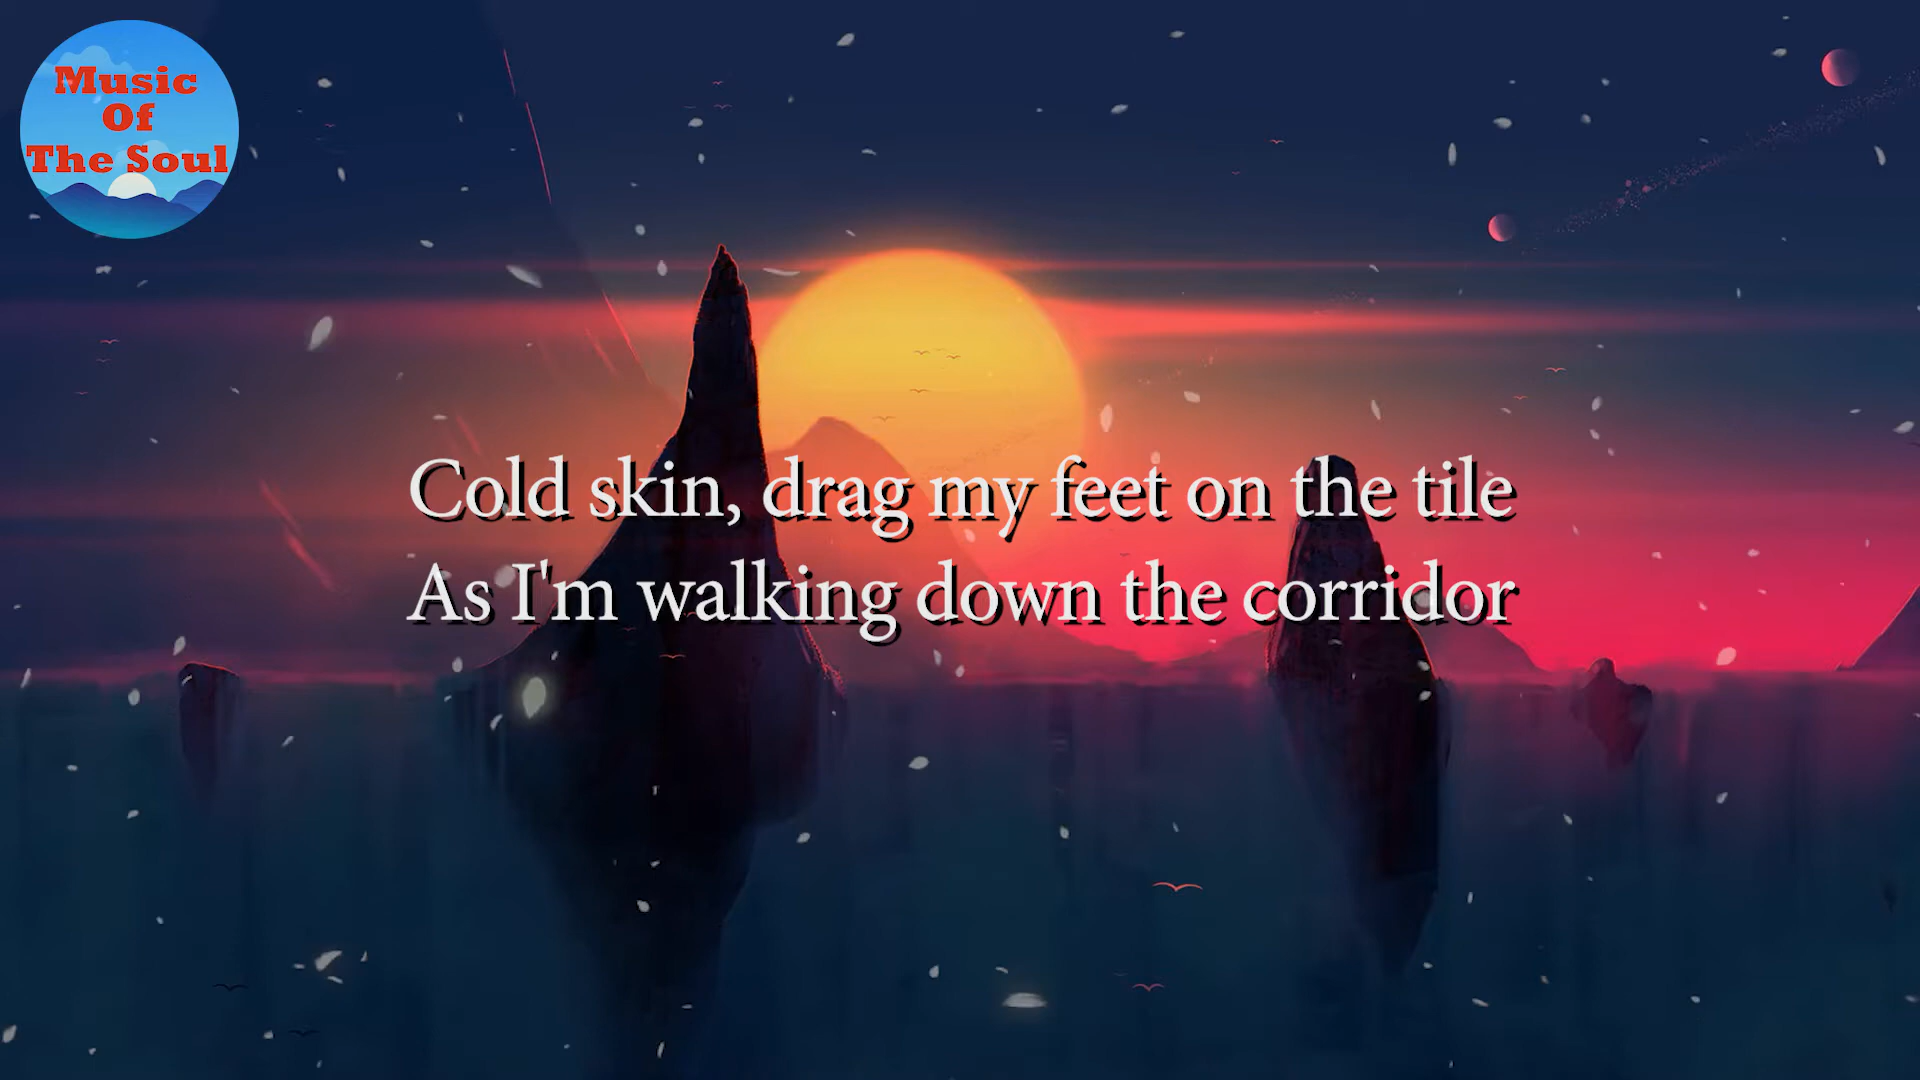 Music
Of
The Soul
Cold skin, drag my feet on the tile
As I'm walking down the corridor